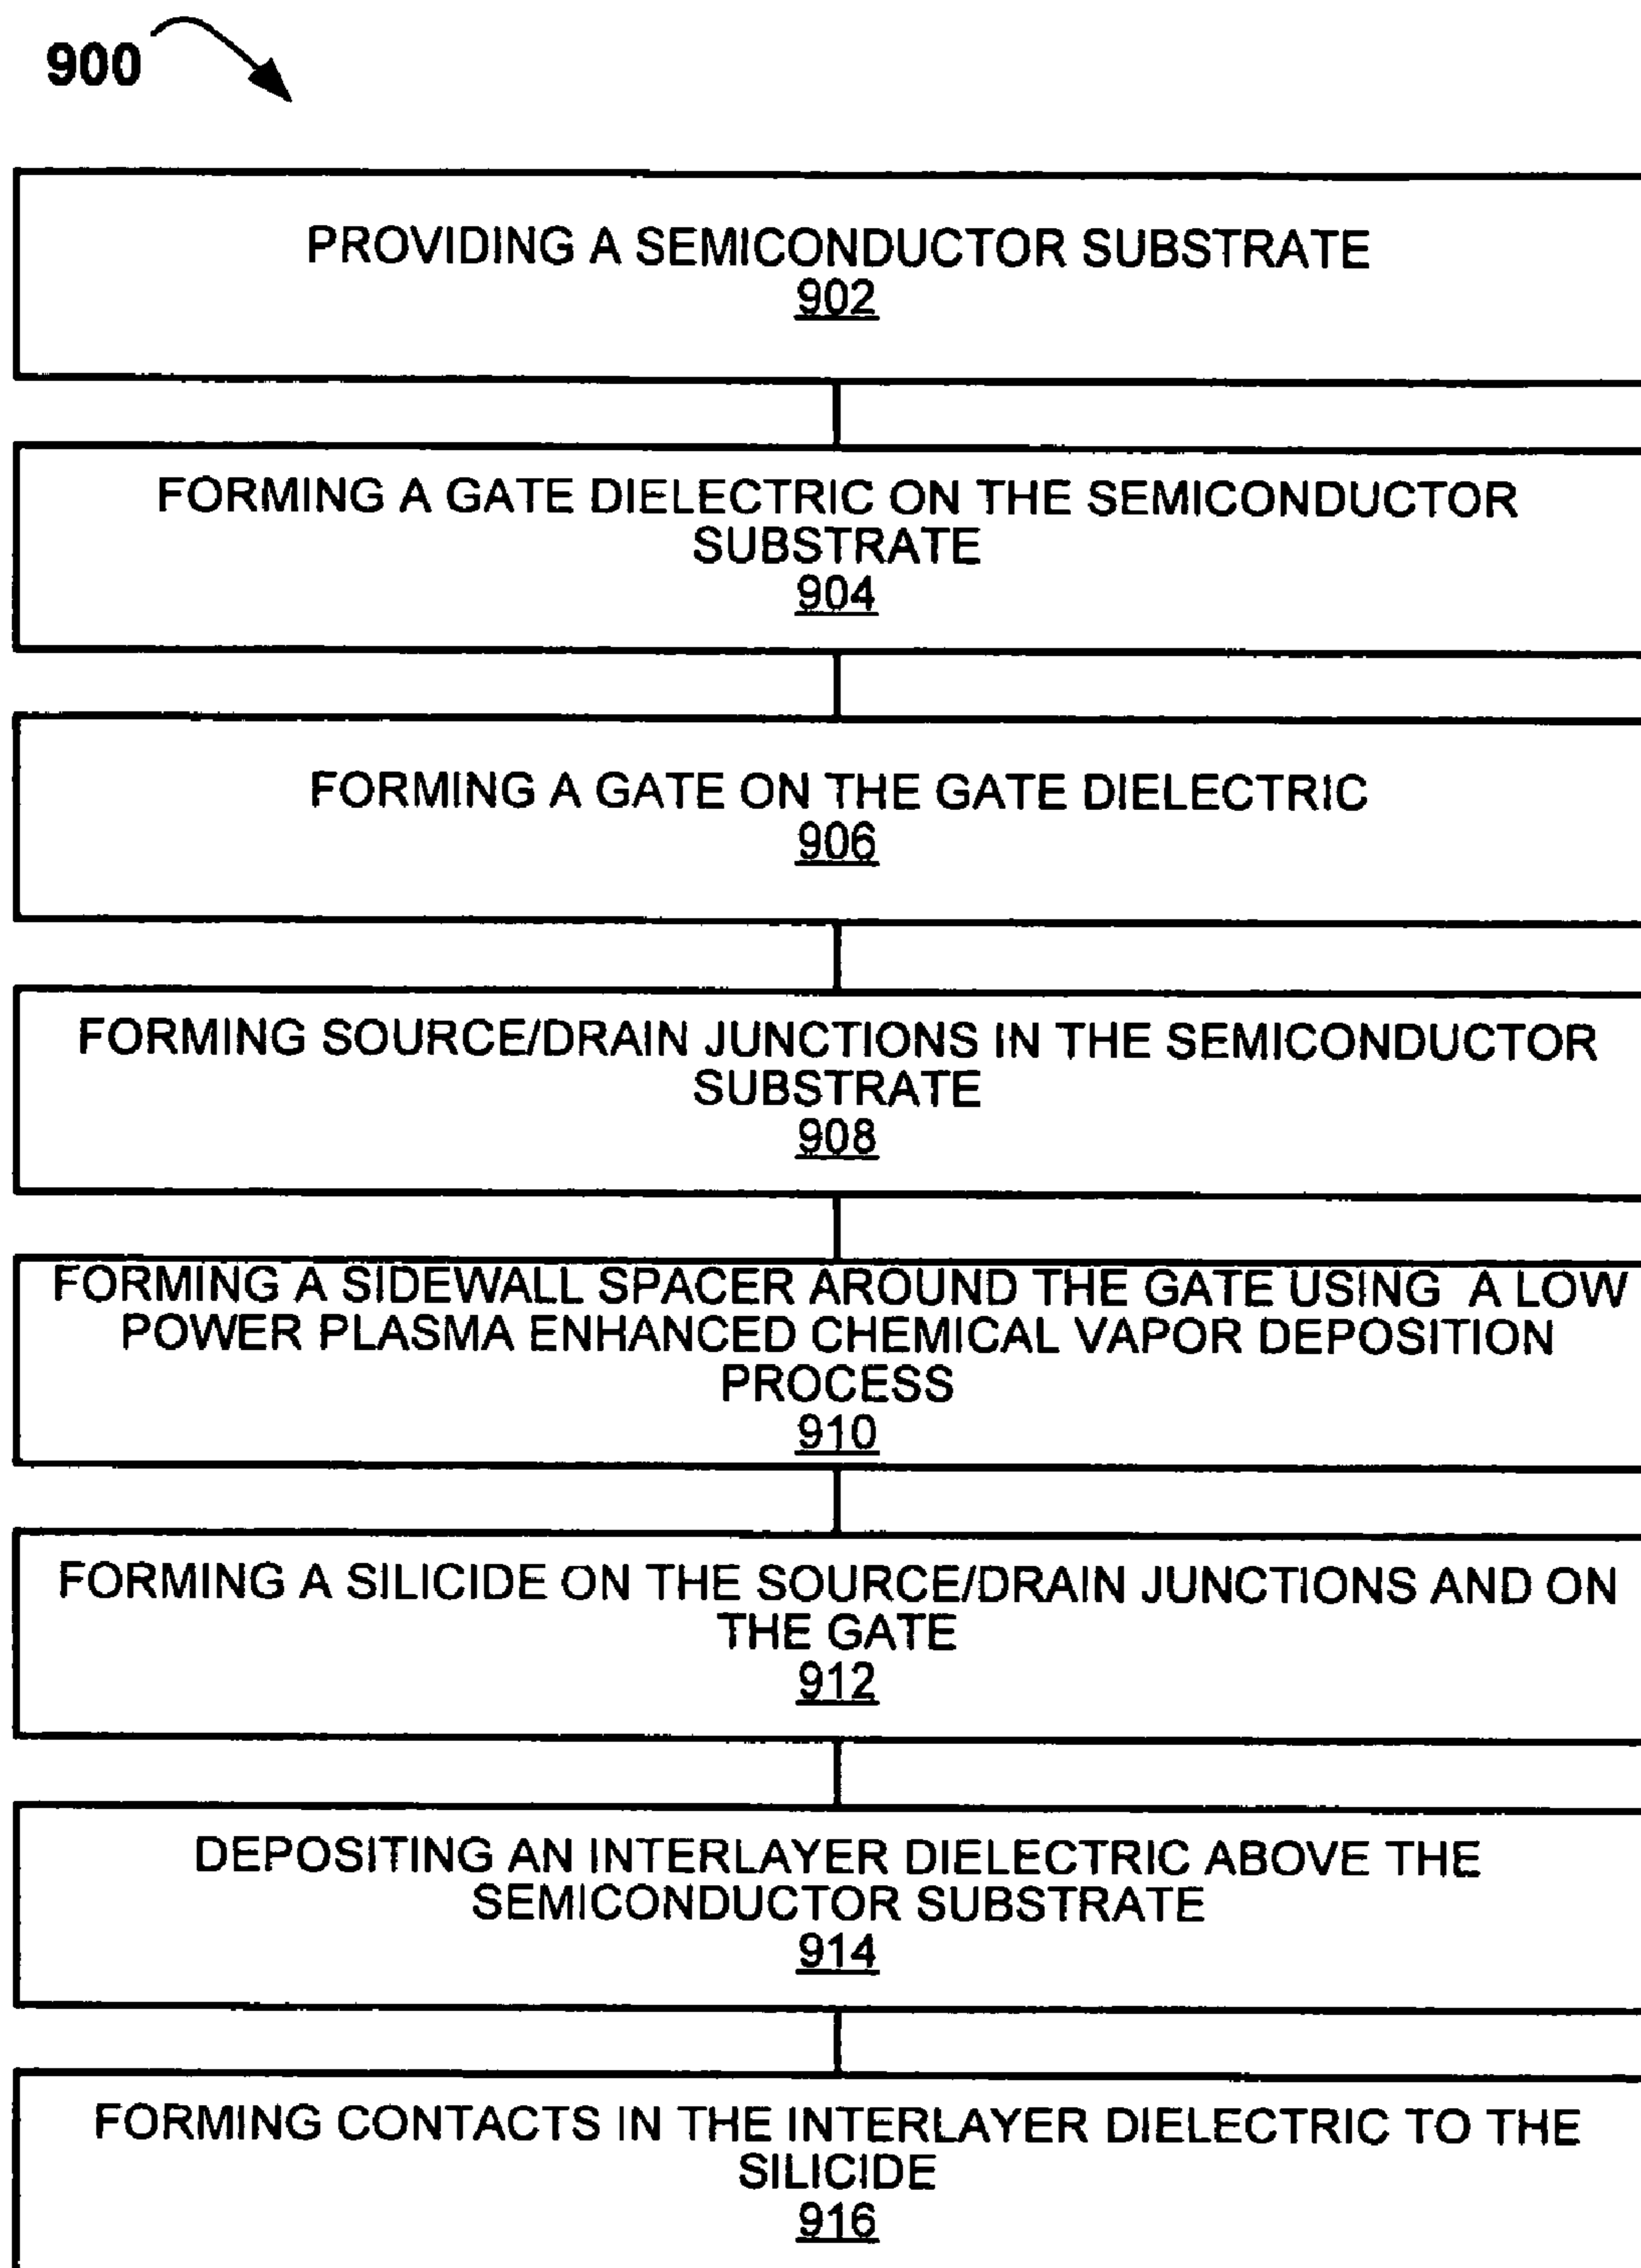 900
PROVIDING A SEMICONDUCTOR SUBSTRATE
902
FORMING A GATE DIELECTRIC ON THE SEMICONDUCTOR
SUBSTRATE
904
FORMING A GATE ON THE GATE DIELECTRIC
906
FORMING SOURCE/DRAIN JUNCTIONS IN THE SEMICONDUCTOR
SUBSTRATE
908
FORMING A SIDEWALL SPACER AROUND THE GATE USING A LOW
POWER PLASMA ENHANCED CHEMICAL VAPOR DEPOSITION
PROCESS
910
FORMING A SILICIDE ON THE SOURCE/DRAIN JUNCTIONS AND ON
THE GATE
912
DEPOSITING AN INTERLAYER DIELECTRIC ABOVE THE
SEMICONDUCTOR SUBSTRATE
914
FORMING CONTACTS IN THE INTERLAYER DIELECTRIC TO THE
SILICIDE
916